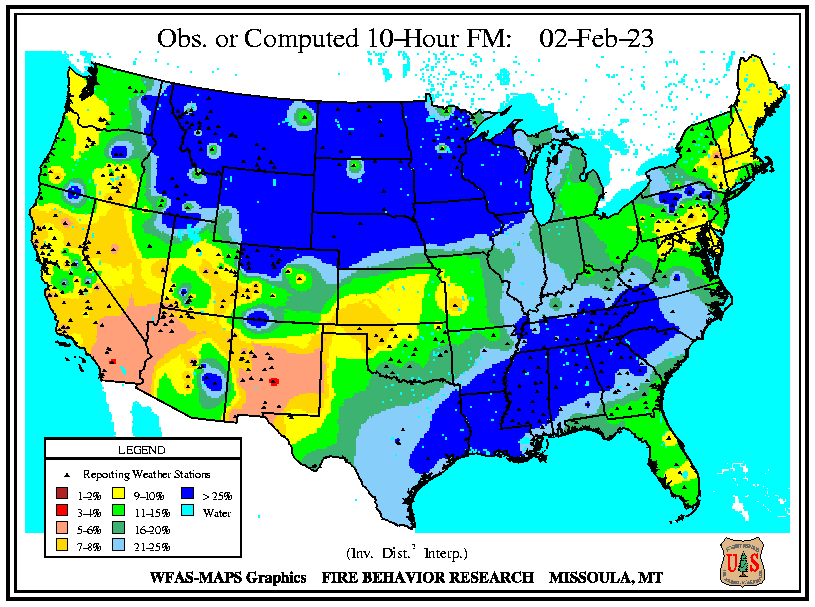 Obs. or Computed 10-Hour FM: 02-Feb-23
LEGEND
Reporting Weather Stations
1-2% 9-10% > 25%
3-4% 11-15% Water
5-6% 16-20%
7-8% 21-25%
(Inv. Dist.² Interp.)
WFAS-MAPS Graphics FIRE BEHAVIOR RESEARCH MISSOULA, MT
U S